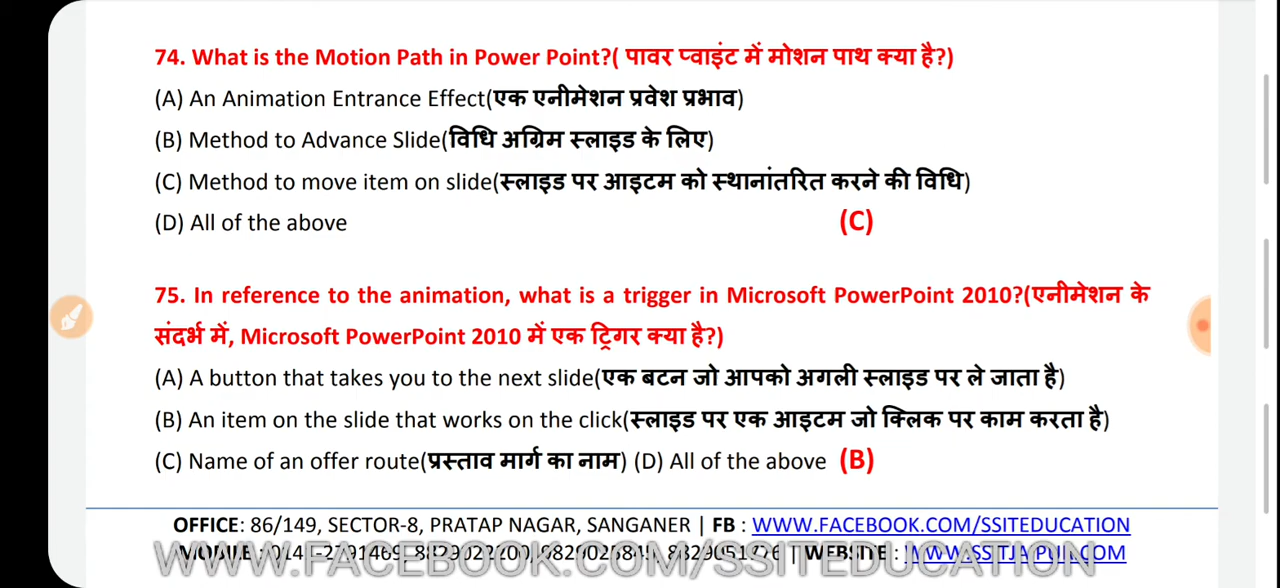 74. What is the Motion Path in Power Point?( पावर प्वाइंट में मोशन पाथ क्या है?)
(A) An Animation Entrance Effect(एक एनीमेशन प्रवेश प्रभाव)
(B) Method to Advance Slide(विधि अग्रिम स्लाइड के लिए)
(C) Method to move item on slide(स्लाइड पर आइटम को स्थानांतरित करने की विधि)
(D) All of the above (C)
75. In reference to the animation, what is a trigger in Microsoft PowerPoint 2010?(एनीमेशन के
संदर्भ में, Microsoft PowerPoint 2010 में एक ट्रिगर क्या है?)
(A) A button that takes you to the next slide(एक बटन जो आपको अगली स्लाइड पर ले जाता है)
(B) An item on the slide that works on the click(स्लाइड पर एक आइटम जो क्लिक पर काम करता है)
(C) Name of an offer route(प्रस्ताव मार्ग का नाम) (D) All of the above (B)
OFFICE: 86/149, SECTOR-8, PRATAP NAGAR, SANGANER | FB : WWW.FACEBOOK.COM/SSITEDUCATION
MOBILE : | WEBSITE : WWW.SSITJAIPUR.COM
WWW.FACEBOOK.COM/SSITEDUCATION